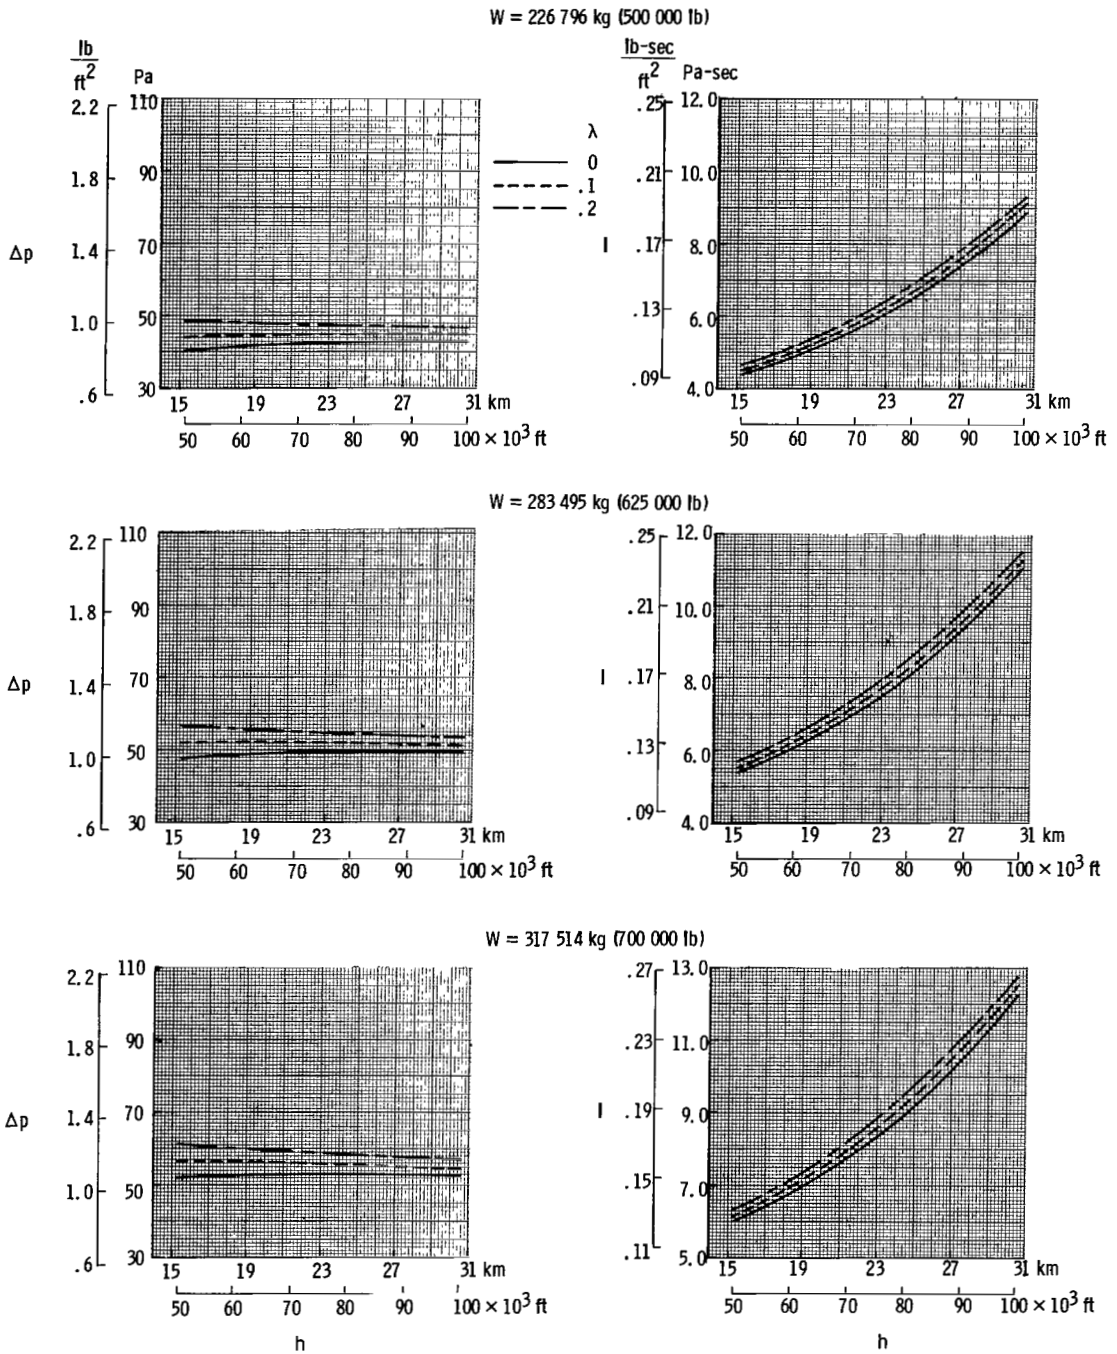 W = 226 796 kg (500 000 lb)
lb
ft2
Pa
2.2
1.8
1.4
1.0
.6
110
90
70
50
30
Δp
15 19 23 27 31 km
50 60 70 80 90 100 × 103 ft
λ
0
.1
.2
lb-sec
ft2
Pa-sec
.25
.21
.17
.13
.09
12.0
10.0
8.0
6.0
4.0
I
15 19 23 27 31 km
50 60 70 80 90 100 × 103 ft
W = 283 495 kg (625 000 lb)
2.2
1.8
1.4
1.0
.6
110
90
70
50
30
Δp
15 19 23 27 31 km
50 60 70 80 90 100 × 103 ft
.25
.21
.17
.13
.09
12.0
10.0
8.0
6.0
4.0
I
15 19 23 27 31 km
50 60 70 80 90 100 × 103 ft
W = 317 514 kg (700 000 lb)
2.2
1.8
1.4
1.0
.6
110
90
70
50
30
Δp
15 19 23 27 31 km
50 60 70 80 90 100 × 103 ft
h
.27
.23
.19
.15
.11
13.0
11.0
9.0
7.0
5.0
I
15 19 23 27 31 km
50 60 70 80 90 100 × 103 ft
h